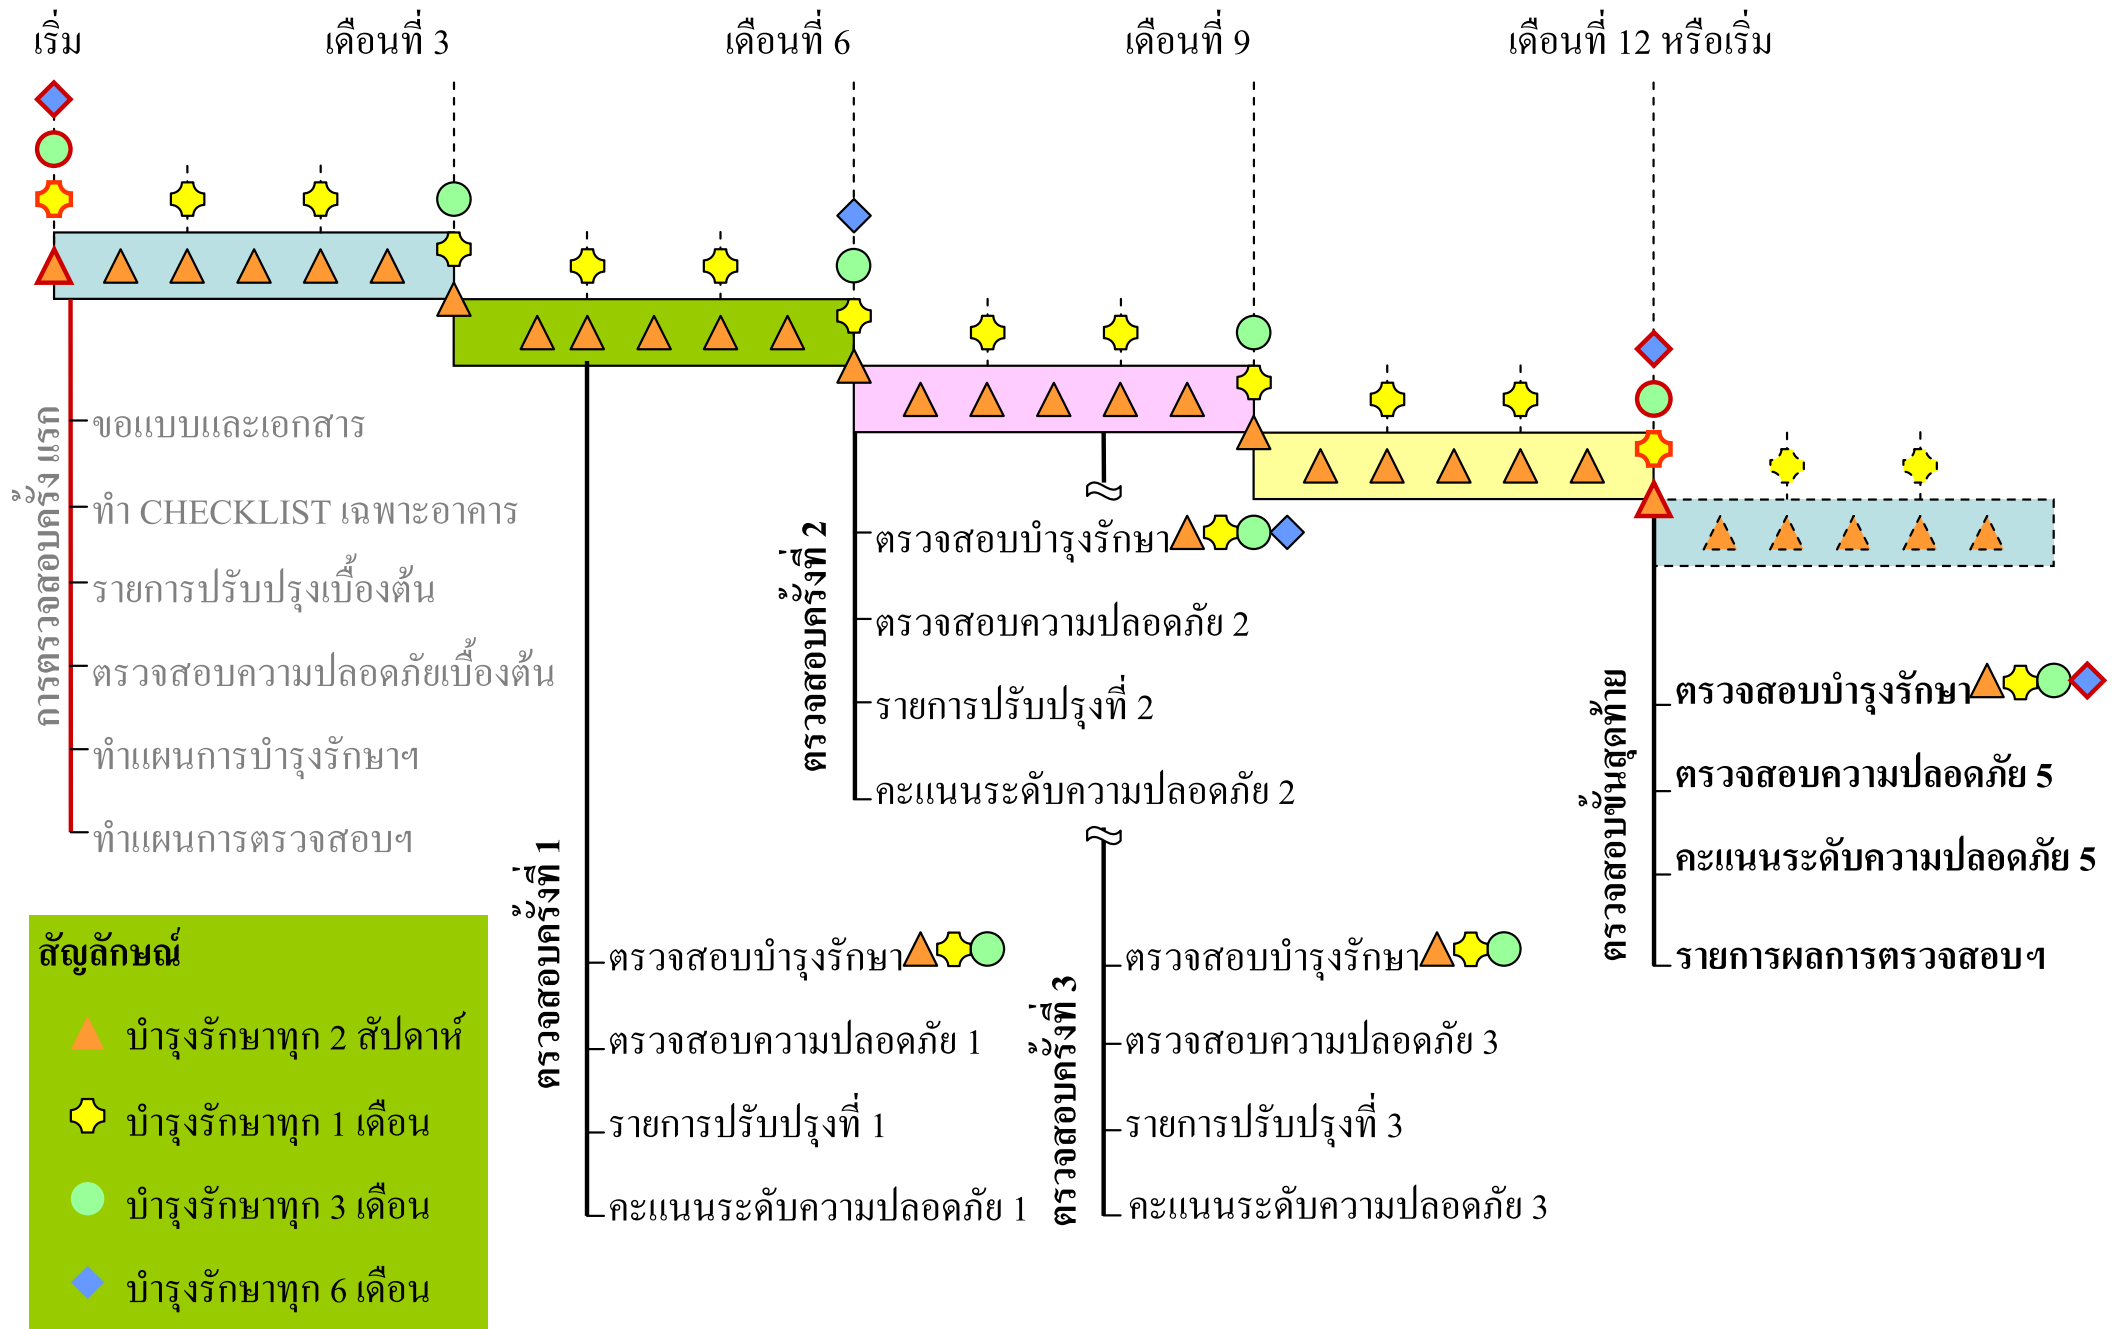 เริ่ม
เดือนที่ 3
เดือนที่ 6
เดือนที่ 9
เดือนที่ 12 หรือเริ่ม
การตรวจสอบครั้ง แรก
ขอแบบและเอกสาร
ทำ CHECKLIST เฉพาะอาคาร
รายการปรับปรุงเบื้องต้น
ตรวจสอบความปลอดภัยเบื้องต้น
ทำแผนการบำรุงรักษาฯ
ทำแผนการตรวจสอบฯ
ตรวจสอบครั้งที่ 1
ตรวจสอบบำรุงรักษา
ตรวจสอบความปลอดภัย 1
รายการปรับปรุงที่ 1
คะแนนระดับความปลอดภัย 1
ตรวจสอบครั้งที่ 2
ตรวจสอบบำรุงรักษา
ตรวจสอบความปลอดภัย 2
รายการปรับปรุงที่ 2
คะแนนระดับความปลอดภัย 2
ตรวจสอบครั้งที่ 3
ตรวจสอบบำรุงรักษา
ตรวจสอบความปลอดภัย 3
รายการปรับปรุงที่ 3
คะแนนระดับความปลอดภัย 3
ตรวจสอบขั้นสุดท้าย
ตรวจสอบบำรุงรักษา
ตรวจสอบความปลอดภัย 5
คะแนนระดับความปลอดภัย 5
รายการผลการตรวจสอบฯ
สัญลักษณ์
บำรุงรักษาทุก 2 สัปดาห์
บำรุงรักษาทุก 1 เดือน
บำรุงรักษาทุก 3 เดือน
บำรุงรักษาทุก 6 เดือน